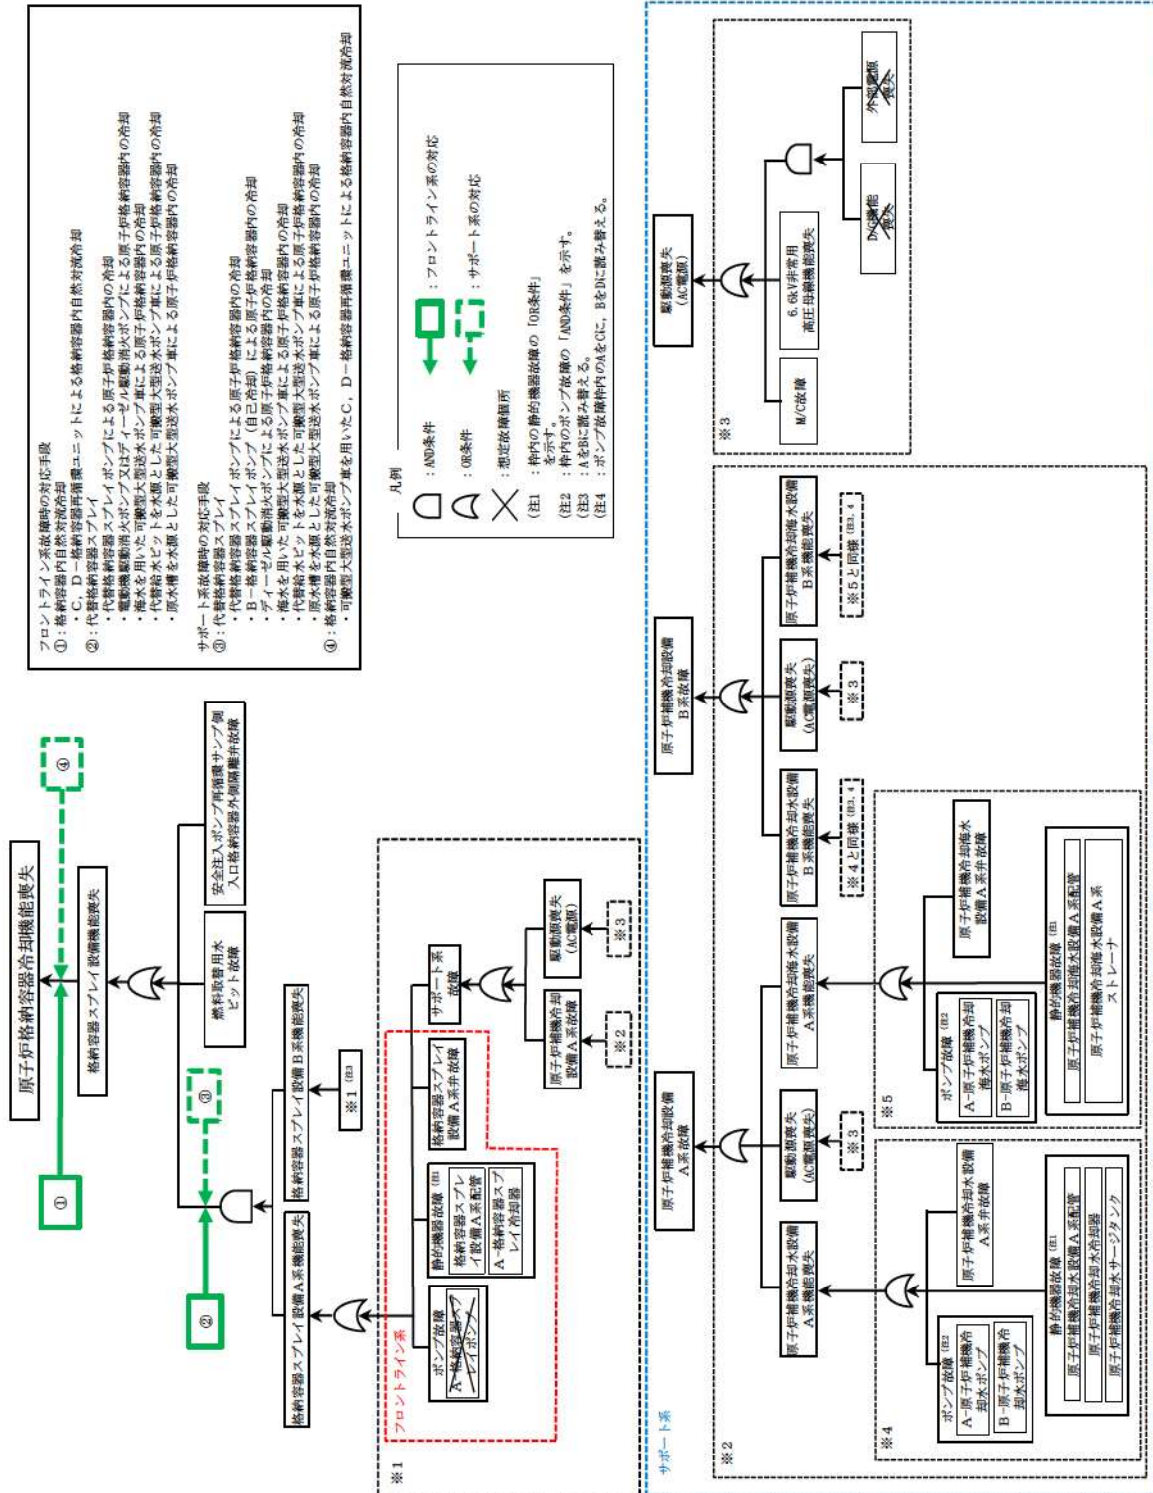 原子炉格納容器冷却機能喪失
①
④
格納容器スプレイ設備機能喪失
②
③
燃料取替用水
ピット故障
安全注入ポンプ再循環サンプ側
入口格納容器外側隔離弁故障
格納容器スプレイ設備A系機能喪失
格納容器スプレイ設備B系機能喪失
※1 (注3
※1
フロントライン系
ポンプ故障
A-格納容器スプ
レイポンプ
静的機器故障 (注1
格納容器スプレ
イ設備A系配管
A-格納容器スプ
レイ冷却器
格納容器スプレイ
設備A系弁故障
サポート系
故障
原子炉補機冷却
設備A系故障
駆動源喪失
(AC電源)
※2
※3
フロントライン系故障時の対応手段
①:格納容器内自然対流冷却
・C,D-格納容器再循環ユニットによる格納容器内自然対流冷却
②:代替格納容器スプレイ
・代替格納容器スプレイポンプによる原子炉格納容器内の冷却
・電動機駆動消火ポンプ又はディーゼル駆動消火ポンプによる原子炉格納容器内の冷却
・海水を用いた可搬型大型送水ポンプ車による原子炉格納容器内の冷却
・代替給水ピットを水源とした可搬型大型送水ポンプ車による原子炉格納容器内の冷却
・原水槽を水源とした可搬型大型送水ポンプ車による原子炉格納容器内の冷却
サポート系故障時の対応手段
③:代替格納容器スプレイ
・代替格納容器スプレイポンプによる原子炉格納容器内の冷却
・B-格納容器スプレイポンプ(自己冷却)による原子炉格納容器内の冷却
・ディーゼル駆動消火ポンプによる原子炉格納容器内の冷却
・海水を用いた可搬型大型送水ポンプ車による原子炉格納容器内の冷却
・代替給水ピットを水源とした可搬型大型送水ポンプ車による原子炉格納容器内の冷却
・原水槽を水源とした可搬型大型送水ポンプ車による原子炉格納容器内の冷却
④:格納容器内自然対流冷却
・可搬型大型送水ポンプ車を用いたC,D-格納容器再循環ユニットによる格納容器内自然対流冷却
凡例
:AND条件
:フロントライン系の対応
:OR条件
:サポート系の対応
:想定故障個所
(注1 :枠内の静的機器故障の「OR条件」
を示す。
(注2 :枠内のポンプ故障の「AND条件」を示す。
(注3 :AをBに読み替える。
(注4 :ポンプ故障枠内のAをCに,BをDに読み替える。
サポート系
原子炉補機冷却設備
A系故障
原子炉補機冷却設備
B系故障
駆動源喪失
(AC電源)
※2
原子炉補機冷却水設備
A系機能喪失
駆動源喪失
(AC電源喪失)
※3
原子炉補機冷却海水設備
A系機能喪失
原子炉補機冷却水設備
B系機能喪失
※4と同様 (注3,4
駆動源喪失
(AC電源喪失)
※3
原子炉補機冷却海水設備
B系機能喪失
※5と同様 (注3,4
※3
M/C故障
6.6kV非常用
高圧母線機能喪失
D/G機能
喪失
外部電源
喪失
※4
ポンプ故障 (注2
A-原子炉補機冷
却水ポンプ
B-原子炉補機冷
却水ポンプ
原子炉補機冷却水設備
A系弁故障
静的機器故障 (注1
原子炉補機冷却水設備A系配管
原子炉補機冷却水冷却器
原子炉補機冷却水サージタンク
※5
ポンプ故障 (注2
A-原子炉補機冷却
海水ポンプ
B-原子炉補機冷却
海水ポンプ
原子炉補機冷却海水
設備A系弁故障
静的機器故障 (注1
原子炉補機冷却海水設備A系配管
原子炉補機冷却海水設備A系
ストレーナ